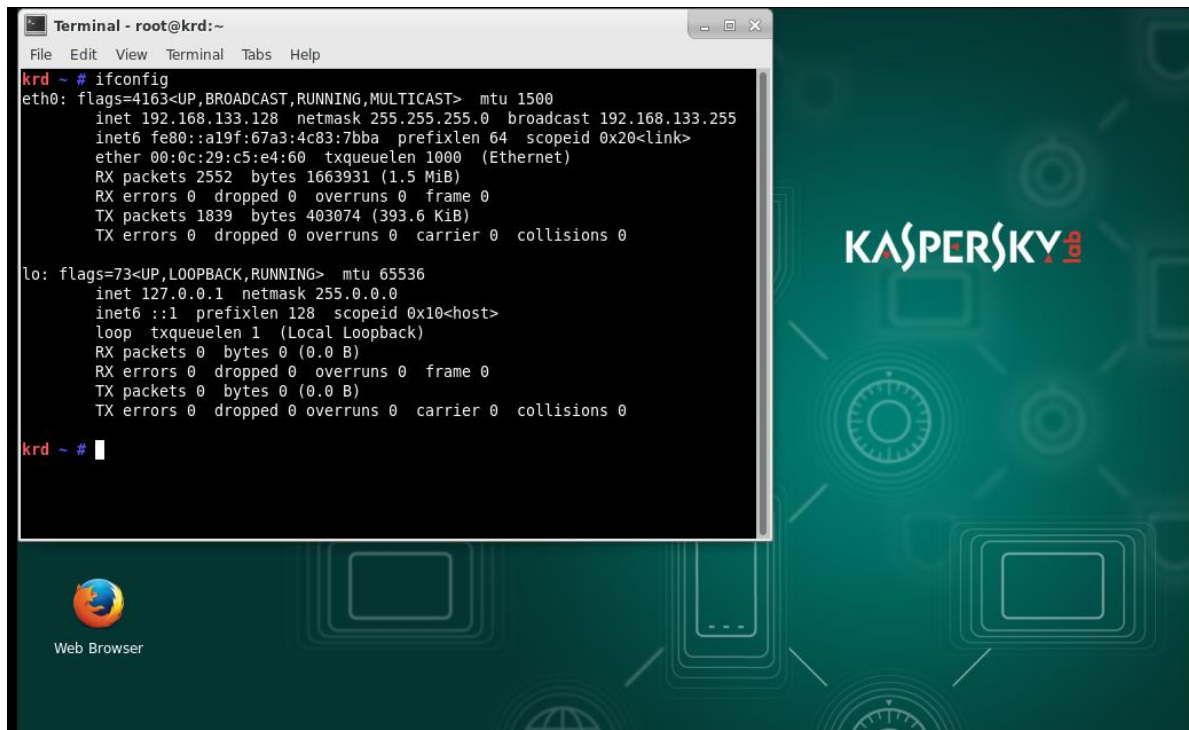 Terminal - root@krd:~
File Edit View Terminal Tabs Help
krd ~ # ifconfig
eth0: flags=4163<UP,BROADCAST,RUNNING,MULTICAST>  mtu 1500
        inet 192.168.133.128  netmask 255.255.255.0  broadcast 192.168.133.255
        inet6 fe80::a19f:67a3:4c83:7bba  prefixlen 64  scopeid 0x20<link>
        ether 00:0c:29:c5:e4:60  txqueuelen 1000  (Ethernet)
        RX packets 2552  bytes 1663931 (1.5 MiB)
        RX errors 0  dropped 0  overruns 0  frame 0
        TX packets 1839  bytes 403074 (393.6 KiB)
        TX errors 0  dropped 0 overruns 0  carrier 0  collisions 0
lo: flags=73<UP,LOOPBACK,RUNNING>  mtu 65536
        inet 127.0.0.1  netmask 255.0.0.0
        inet6 ::1  prefixlen 128  scopeid 0x10<host>
        loop  txqueuelen 1  (Local Loopback)
        RX packets 0  bytes 0 (0.0 B)
        RX errors 0  dropped 0  overruns 0  frame 0
        TX packets 0  bytes 0 (0.0 B)
        TX errors 0  dropped 0 overruns 0  carrier 0  collisions 0
krd ~ #
KASPERSKY lab
Web Browser